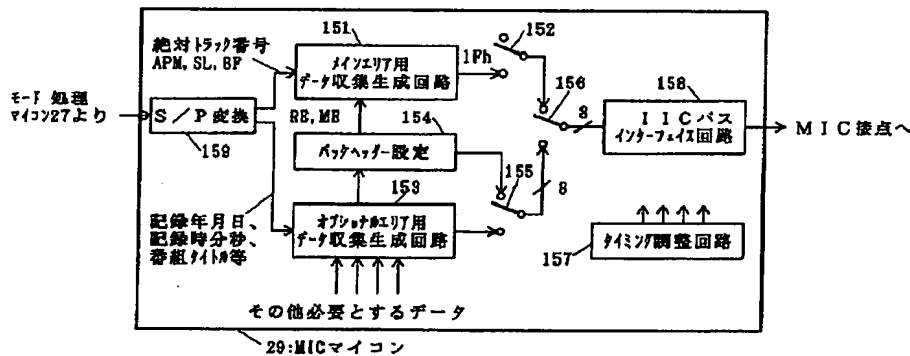 絶対トラック番号
APM, SL, BF
モード 処理
マイコン27より
S/P変換
159
151
メインエリア用
データ収集生成回路
1Fh
152
156
8
158
IICバス
インターフェイス回路
MIC接点へ
RE, ME
154
パックヘッダー設定
155
8
153
オプショナルエリア用
データ収集生成回路
記録年月日、
記録時分秒、
番組タイトル等
157
タイミング調整回路
その他必要とするデータ
29:MICマイコン